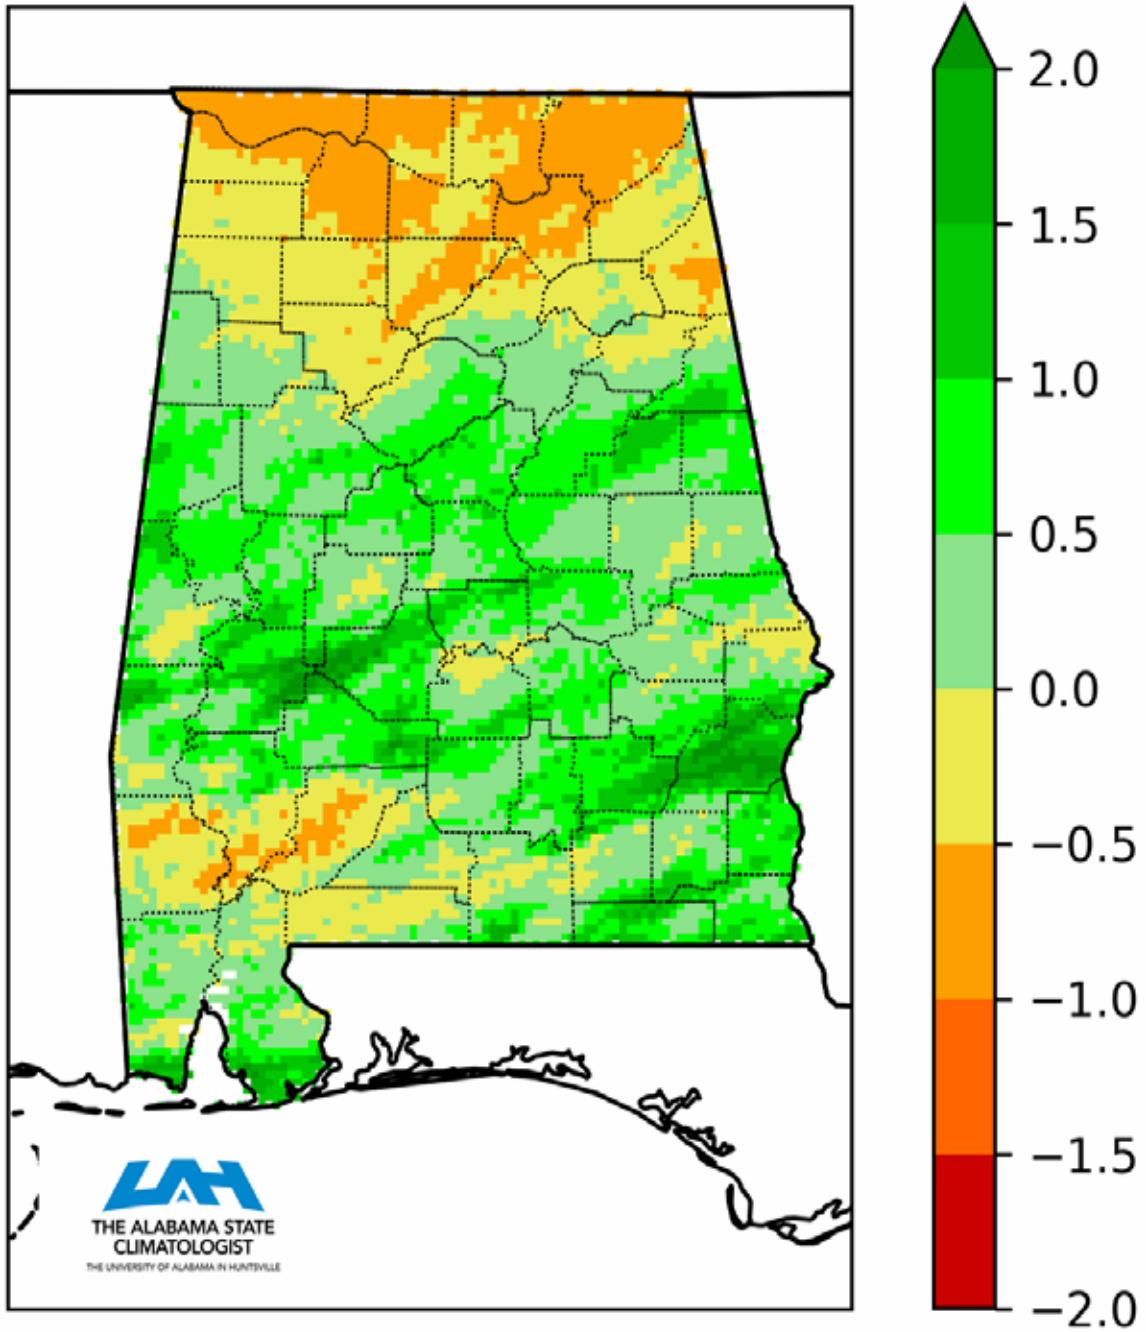 2.0
1.5
1.0
0.5
0.0
−0.5
−1.0
−1.5
−2.0
UAH
THE ALABAMA STATE
CLIMATOLOGIST
THE UNIVERSITY OF ALABAMA IN HUNTSVILLE